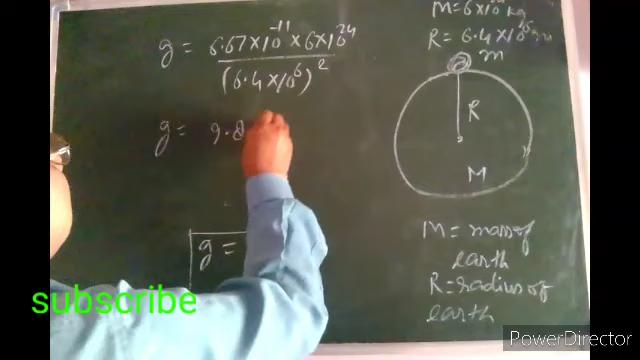 M = 6×10²⁴ kg
R = 6.4×10⁶ m
g = 6.67×10⁻¹¹ × 6×10²⁴
(6.4×10⁶)²
m
R
g = 9.8
M
g =
M = mass of
earth
R = radius of
earth
subscribe
PowerDirector